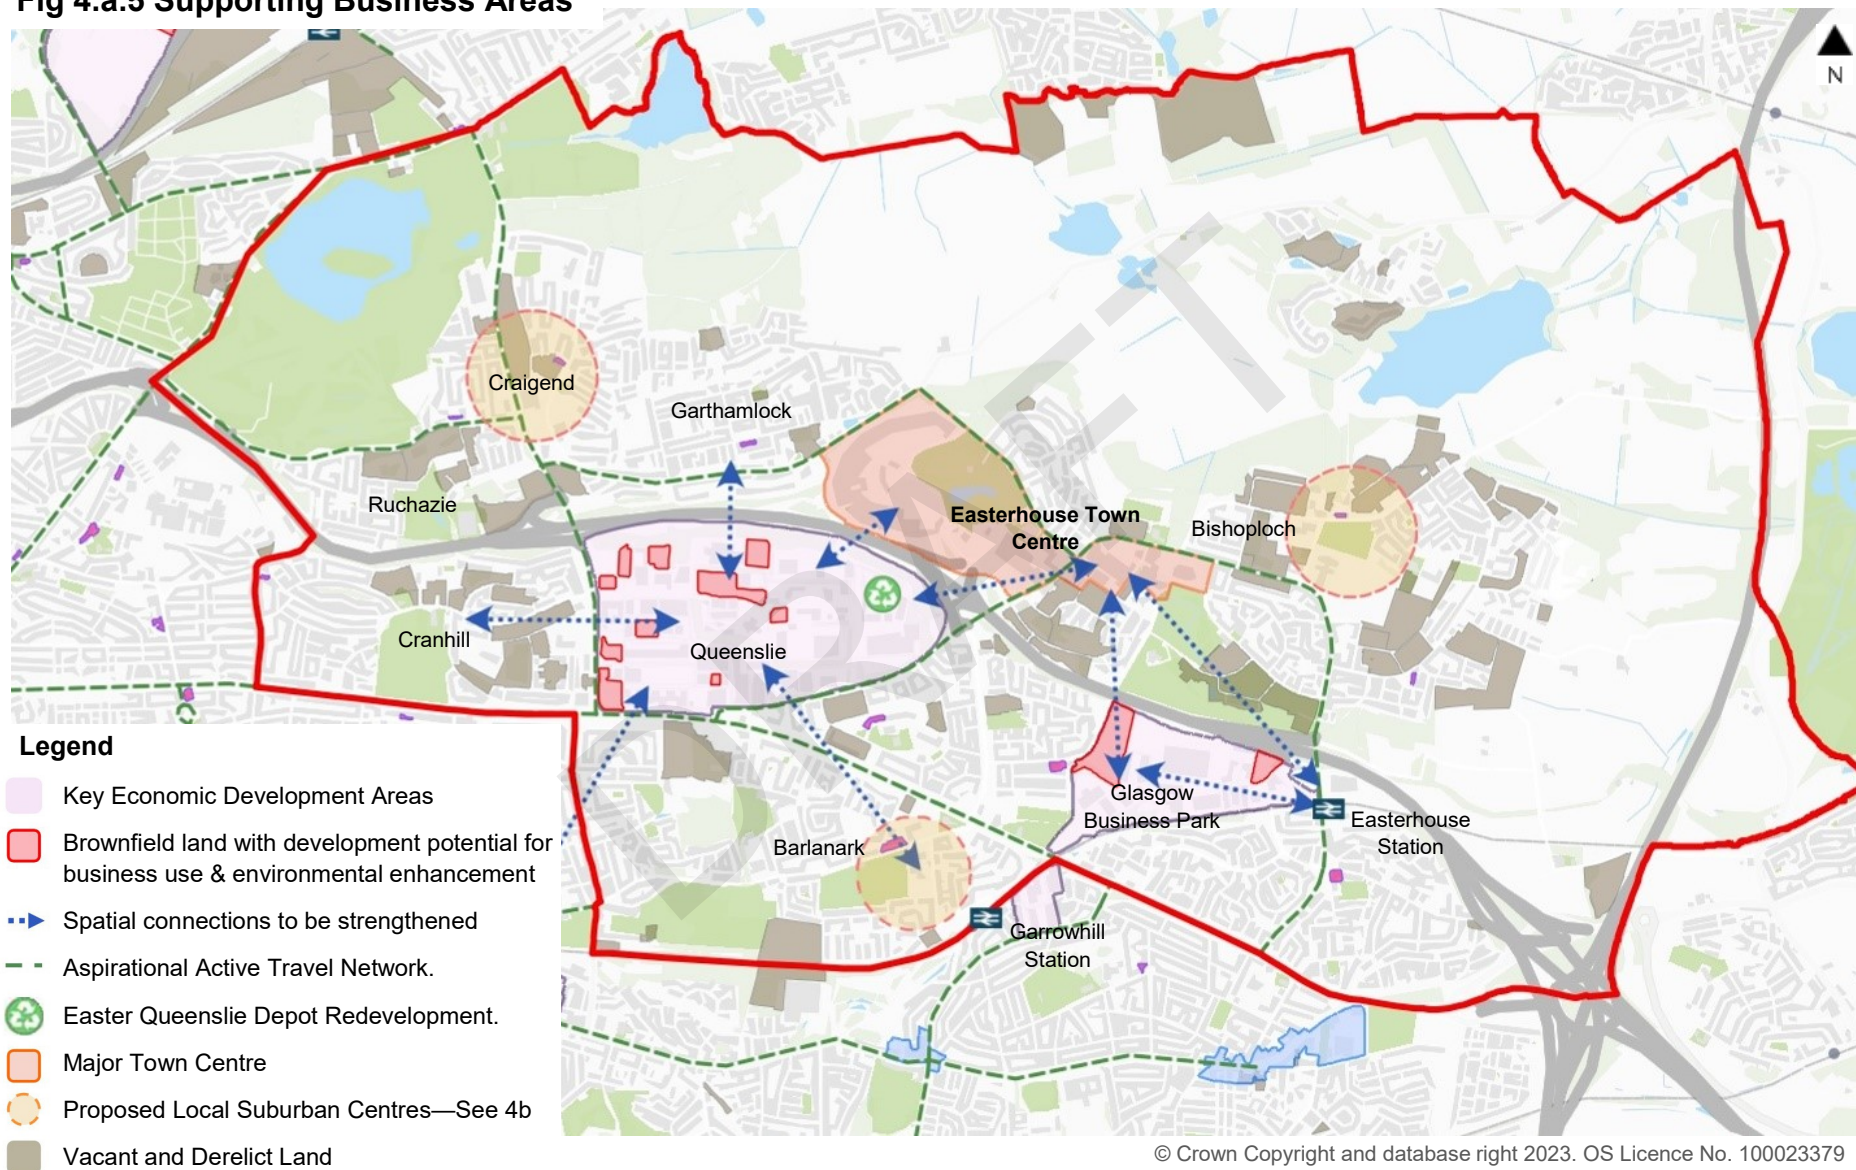 Fig 4.a.5 Supporting Business Areas
N
Craigend
Garthamlock
Ruchazie
Easterhouse Town
Centre
Bishoploch
Cranhill
Queenslie
Glasgow
Business Park
Easterhouse
Station
Barlanark
Garrowhill
Station
DRAFT
Legend
Key Economic Development Areas
Brownfield land with development potential for
business use & environmental enhancement
Spatial connections to be strengthened
Aspirational Active Travel Network.
Easter Queenslie Depot Redevelopment.
Major Town Centre
Proposed Local Suburban Centres—See 4b
Vacant and Derelict Land
© Crown Copyright and database right 2023. OS Licence No. 100023379